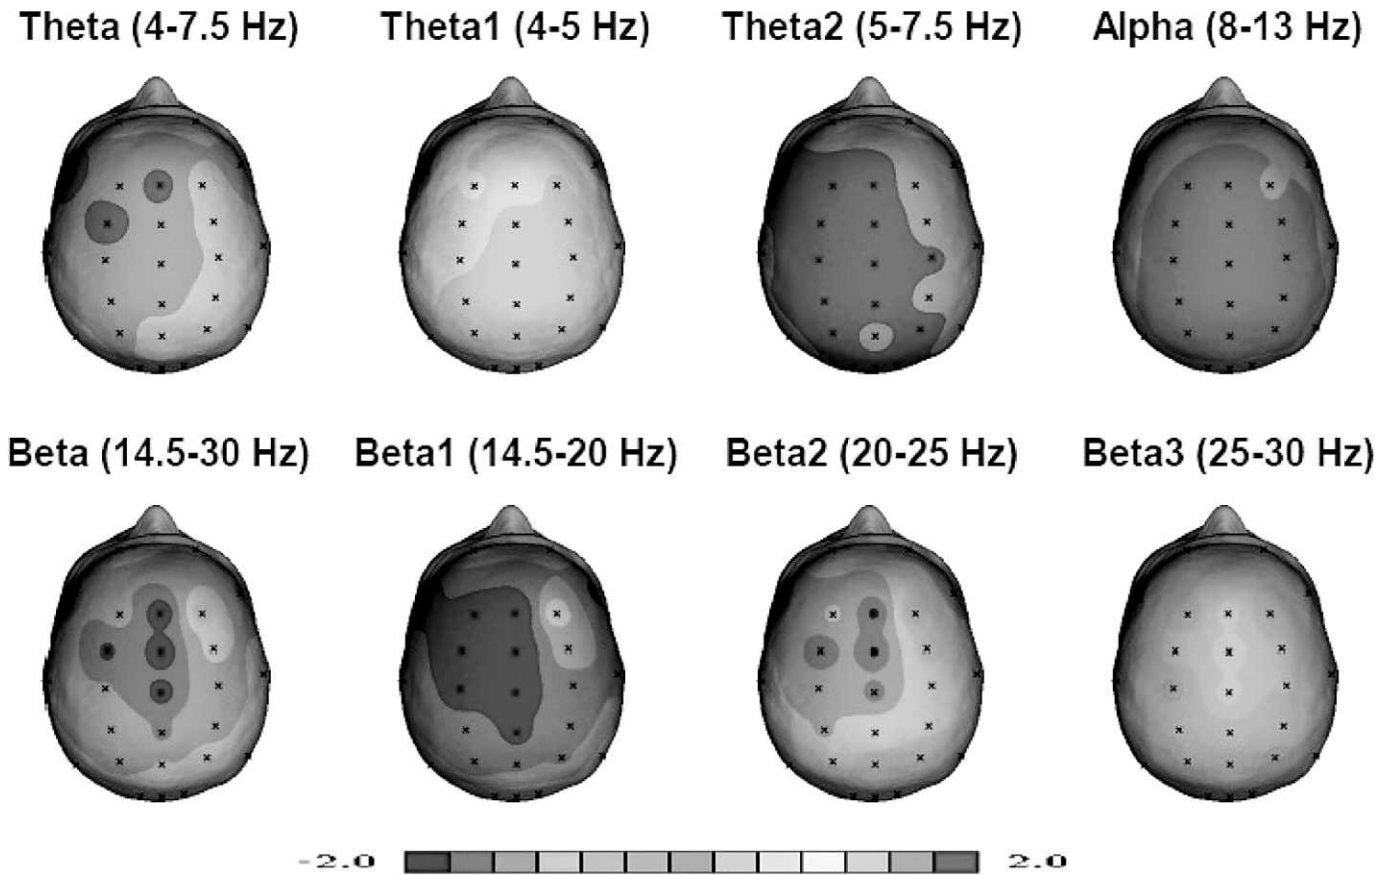 Theta (4-7.5 Hz) Theta1 (4-5 Hz) Theta2 (5-7.5 Hz) Alpha (8-13 Hz)
Beta (14.5-30 Hz) Beta1 (14.5-20 Hz) Beta2 (20-25 Hz) Beta3 (25-30 Hz)
-2.0 2.0